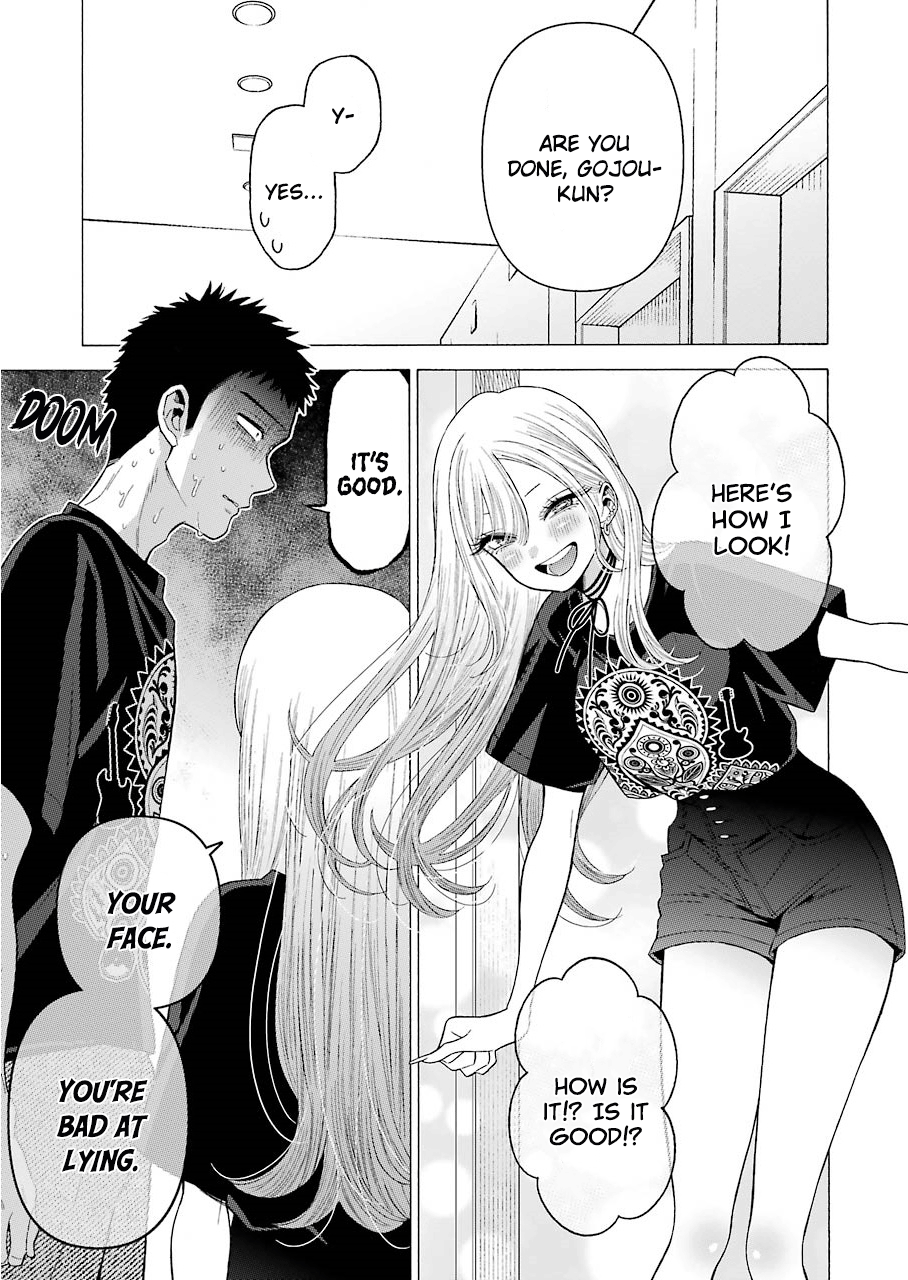 ARE YOU
DONE, GOJOU-
KUN?
Y-
YES...
HERE'S
HOW I
LOOK!
HOW IS
IT!? IS IT
GOOD!?
IT'S
GOOD.
DOOM
YOUR
FACE.
YOU'RE
BAD AT
LYING.